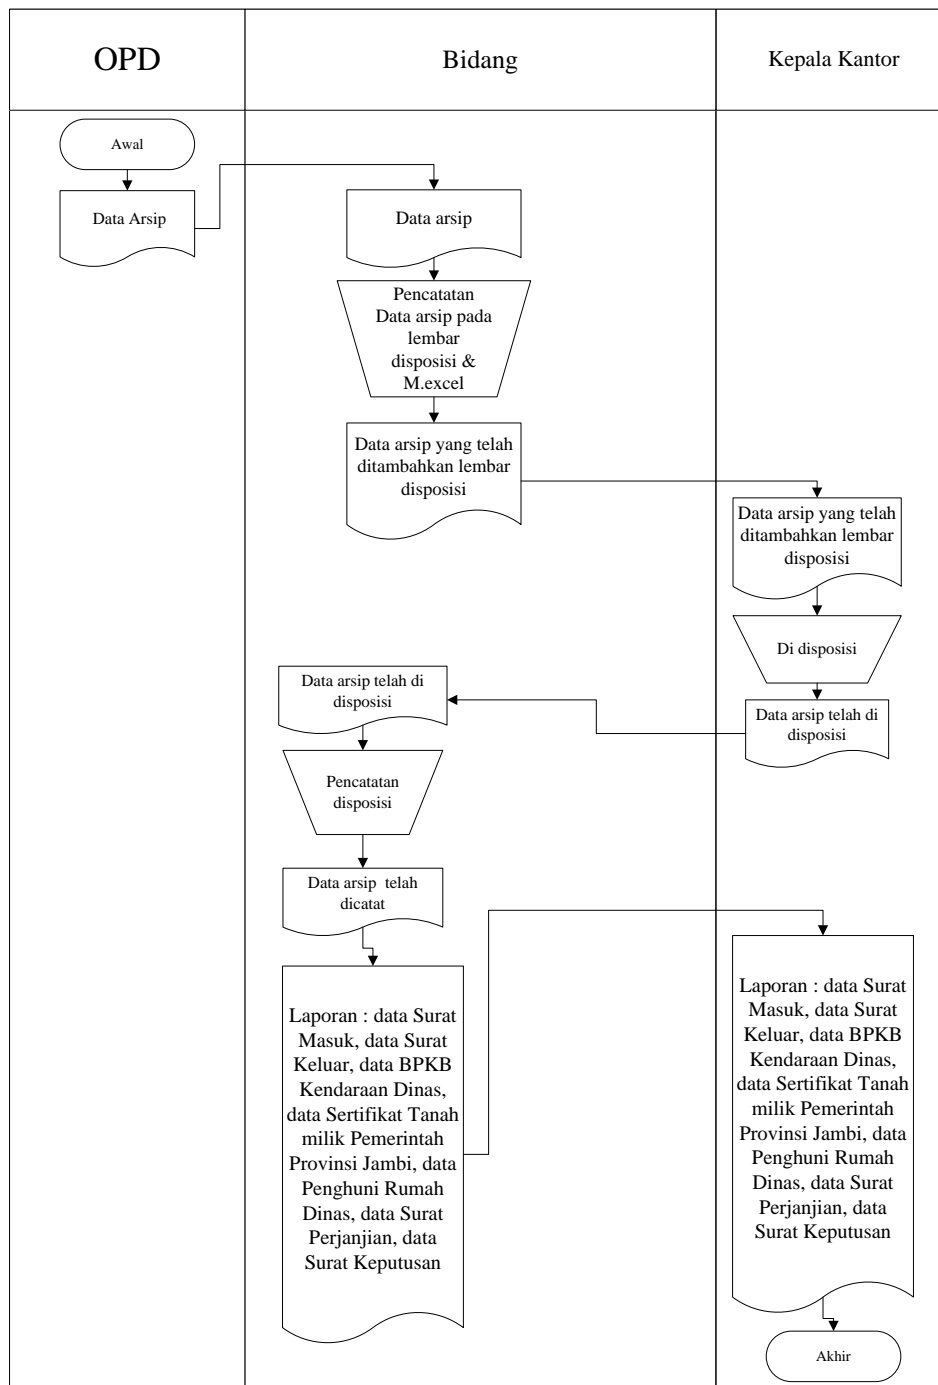 OPD
Bidang
Kepala Kantor
Awal
Data Arsip
Data arsip
Pencatatan
Data arsip pada
lembar
disposisi &
M.excel
Data arsip yang telah
ditambahkan lembar
disposisi
Data arsip yang telah
ditambahkan lembar
disposisi
Di disposisi
Data arsip telah di
disposisi
Data arsip telah di
disposisi
Pencatatan
disposisi
Data arsip  telah
dicatat
Laporan : data Surat
Masuk, data Surat
Keluar, data BPKB
Kendaraan Dinas,
data Sertifikat Tanah
milik Pemerintah
Provinsi Jambi, data
Penghuni Rumah
Dinas, data Surat
Perjanjian, data
Surat Keputusan
Laporan : data Surat
Masuk, data Surat
Keluar, data BPKB
Kendaraan Dinas,
data Sertifikat Tanah
milik Pemerintah
Provinsi Jambi, data
Penghuni Rumah
Dinas, data Surat
Perjanjian, data
Surat Keputusan
Akhir